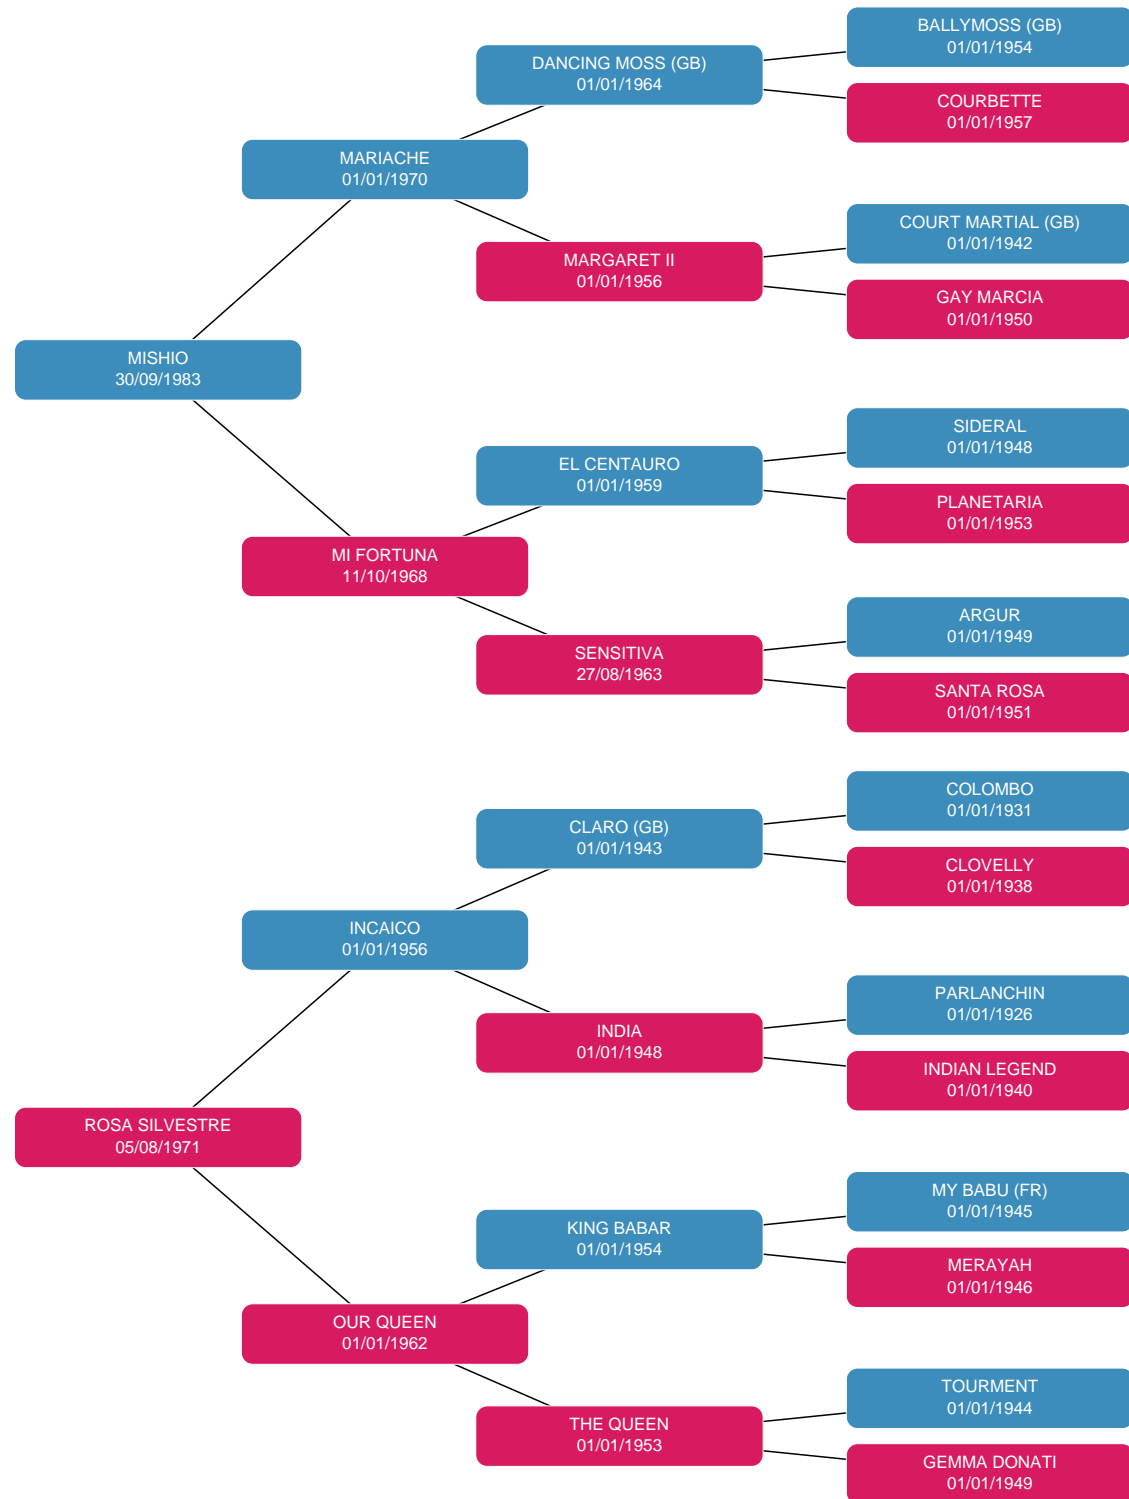 BALLYMOSS (GB)
01/01/1954
DANCING MOSS (GB)
01/01/1964
COURBETTE
01/01/1957
MARIACHE
01/01/1970
COURT MARTIAL (GB)
01/01/1942
MARGARET II
01/01/1956
GAY MARCIA
01/01/1950
MISHIO
30/09/1983
SIDERAL
01/01/1948
EL CENTAURO
01/01/1959
PLANETARIA
01/01/1953
MI FORTUNA
11/10/1968
ARGUR
01/01/1949
SENSITIVA
27/08/1963
SANTA ROSA
01/01/1951
COLOMBO
01/01/1931
CLARO (GB)
01/01/1943
CLOVELLY
01/01/1938
INCAICO
01/01/1956
PARLANCHIN
01/01/1926
INDIA
01/01/1948
INDIAN LEGEND
01/01/1940
ROSA SILVESTRE
05/08/1971
MY BABU (FR)
01/01/1945
KING BABAR
01/01/1954
MERAYAH
01/01/1946
OUR QUEEN
01/01/1962
TOURMENT
01/01/1944
THE QUEEN
01/01/1953
GEMMA DONATI
01/01/1949